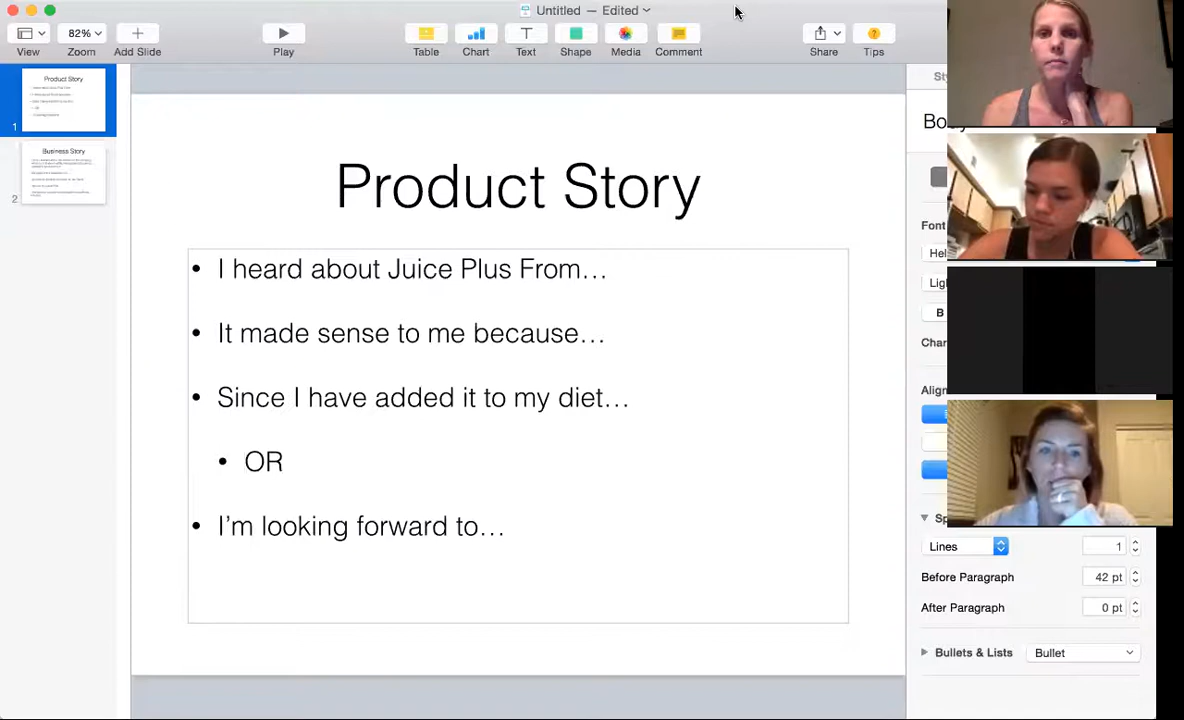 Untitled — Edited
82%
View
Zoom
Add Slide
Play
Table
Chart
Text
Shape
Media
Comment
Share
Tips
Product Story
1
Business Story
2
Product Story
• I heard about Juice Plus From…
• It made sense to me because…
• Since I have added it to my diet…
• OR
• I’m looking forward to…
Font
B
Lines
1
Before Paragraph
42 pt
After Paragraph
0 pt
Bullets & Lists
Bullet